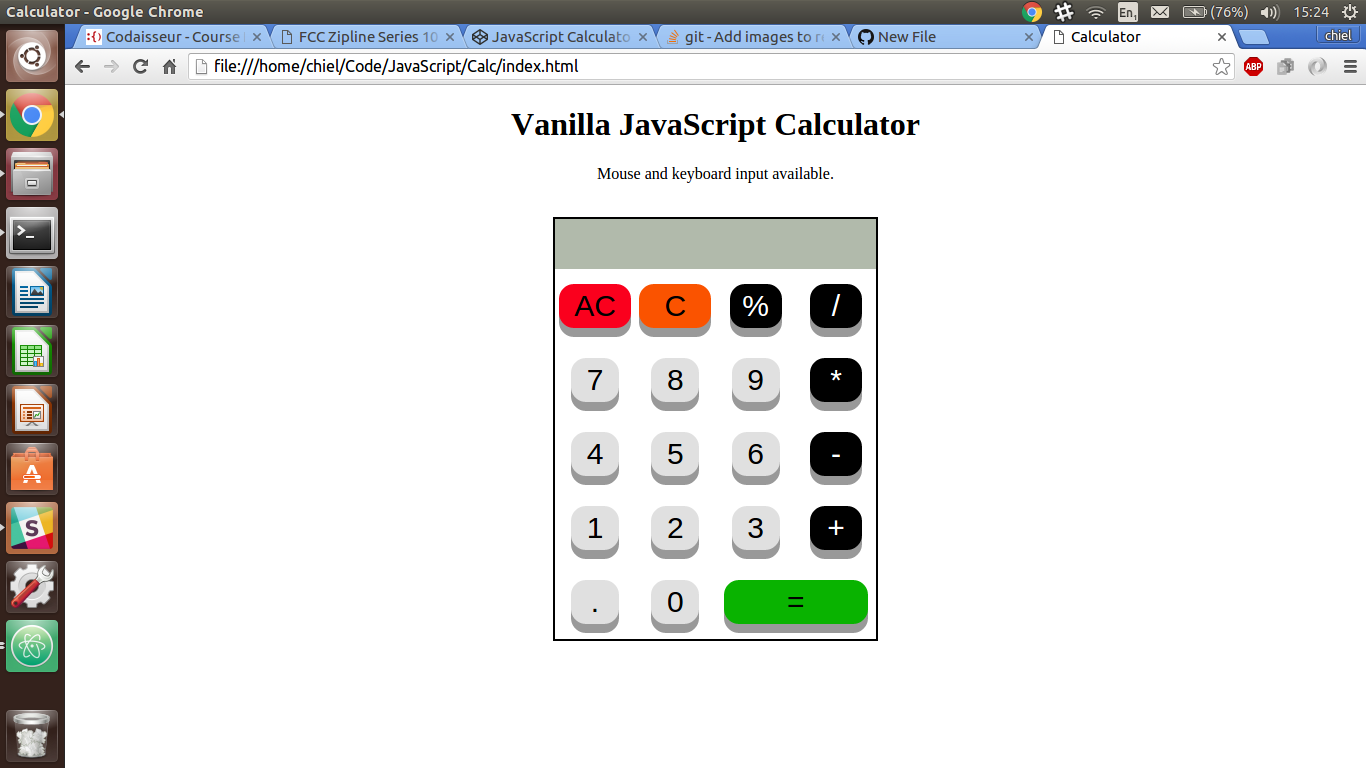 Calculator - Google Chrome
En1 (76%) 15:24
Codaisseur - Course
FCC Zipline Series 10
JavaScript Calculato
git - Add images to r
New File
Calculator
chiel
file:///home/chiel/Code/JavaScript/Calc/index.html
ABP
Vanilla JavaScript Calculator
Mouse and keyboard input available.
AC C % /
7 8 9 *
4 5 6 -
1 2 3 +
. 0 =